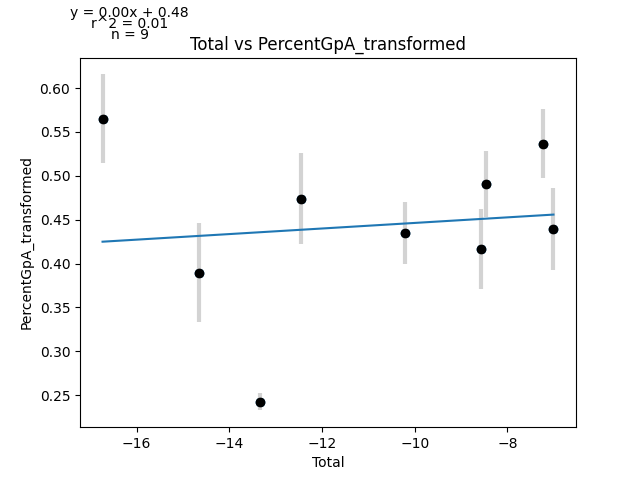 y = 0.00x + 0.48
r^2 = 0.01
n = 9
Total vs PercentGpA_transformed
PercentGpA_transformed
0.60
0.55
0.50
0.45
0.40
0.35
0.30
0.25
−16
−14
−12
−10
−8
Total